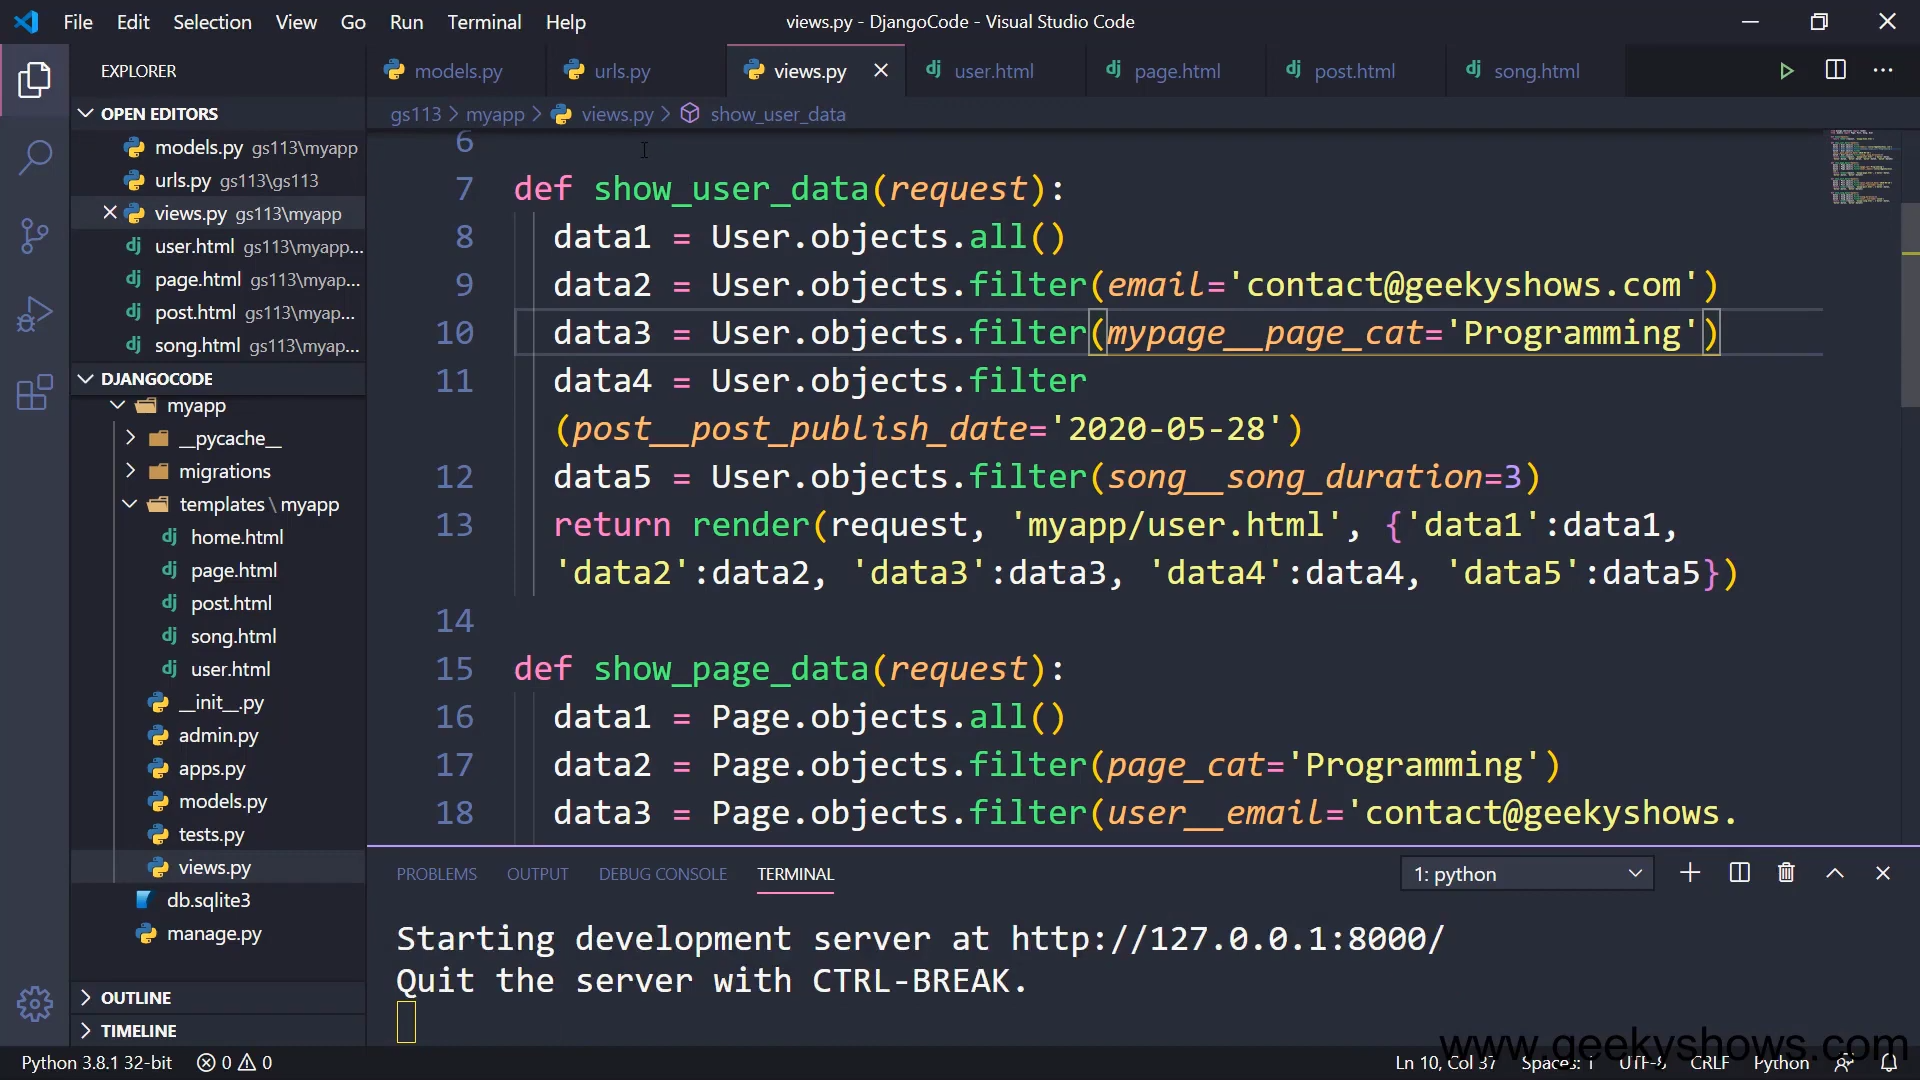 File Edit Selection View Go Run Terminal Help
views.py - DjangoCode - Visual Studio Code
EXPLORER
models.py urls.py views.py user.html page.html post.html song.html
OPEN EDITORS
gs113 > myapp > views.py > show_user_data
models.py gs113\myapp
urls.py gs113\gs113
views.py gs113\myapp
user.html gs113\myapp...
page.html gs113\myap...
post.html gs113\myap...
song.html gs113\myap...
DJANGOCODE
myapp
__pycache__
migrations
templates \ myapp
home.html
page.html
post.html
song.html
user.html
__init__.py
admin.py
apps.py
models.py
tests.py
views.py
db.sqlite3
manage.py
OUTLINE
TIMELINE
6
7 def show_user_data(request):
8 data1 = User.objects.all()
9 data2 = User.objects.filter(email='contact@geekyshows.com')
10 data3 = User.objects.filter(mypage__page_cat='Programming')
11 data4 = User.objects.filter
(post__post_publish_date='2020-05-28')
12 data5 = User.objects.filter(song__song_duration=3)
13 return render(request, 'myapp/user.html', {'data1':data1,
'data2':data2, 'data3':data3, 'data4':data4, 'data5':data5})
14
15 def show_page_data(request):
16 data1 = Page.objects.all()
17 data2 = Page.objects.filter(page_cat='Programming')
18 data3 = Page.objects.filter(user__email='contact@geekyshows.
PROBLEMS OUTPUT DEBUG CONSOLE TERMINAL 1: python
Starting development server at http://127.0.0.1:8000/
Quit the server with CTRL-BREAK.
www.geekyshows.com
Python 3.8.1 32-bit 0 0 Ln 10, Col 37 Spaces: 1 UTF-8 CRLF Python